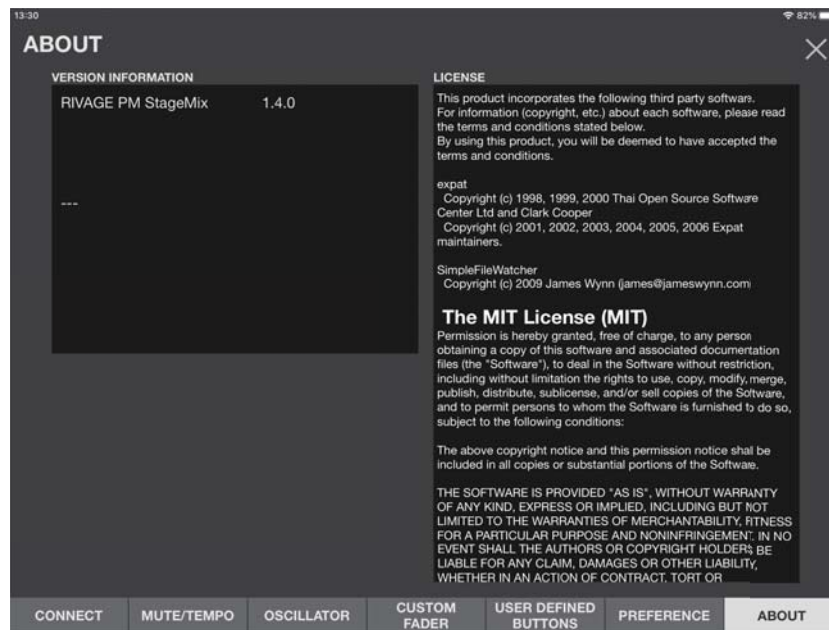 13:30
82%
ABOUT
VERSION INFORMATION
RIVAGE PM StageMix 1.4.0
---
LICENSE
This product incorporates the following third party software.
For information (copyright, etc.) about each software, please read
the terms and conditions stated below.
By using this product, you will be deemed to have accepted the
terms and conditions.
expat
Copyright (c) 1998, 1999, 2000 Thai Open Source Software
Center Ltd and Clark Cooper
Copyright (c) 2001, 2002, 2003, 2004, 2005, 2006 Expat
maintainers.
SimpleFileWatcher
Copyright (c) 2009 James Wynn (james@jameswynn.com)
The MIT License (MIT)
Permission is hereby granted, free of charge, to any person
obtaining a copy of this software and associated documentation
files (the "Software"), to deal in the Software without restriction,
including without limitation the rights to use, copy, modify, merge,
publish, distribute, sublicense, and/or sell copies of the Software,
and to permit persons to whom the Software is furnished to do so,
subject to the following conditions:
The above copyright notice and this permission notice shall be
included in all copies or substantial portions of the Software.
THE SOFTWARE IS PROVIDED "AS IS", WITHOUT WARRANTY
OF ANY KIND, EXPRESS OR IMPLIED, INCLUDING BUT NOT
LIMITED TO THE WARRANTIES OF MERCHANTABILITY, FITNESS
FOR A PARTICULAR PURPOSE AND NONINFRINGEMENT. IN NO
EVENT SHALL THE AUTHORS OR COPYRIGHT HOLDERS BE
LIABLE FOR ANY CLAIM, DAMAGES OR OTHER LIABILITY,
WHETHER IN AN ACTION OF CONTRACT, TORT OR
CONNECT
MUTE/TEMPO
OSCILLATOR
CUSTOM
FADER
USER DEFINED
BUTTONS
PREFERENCE
ABOUT